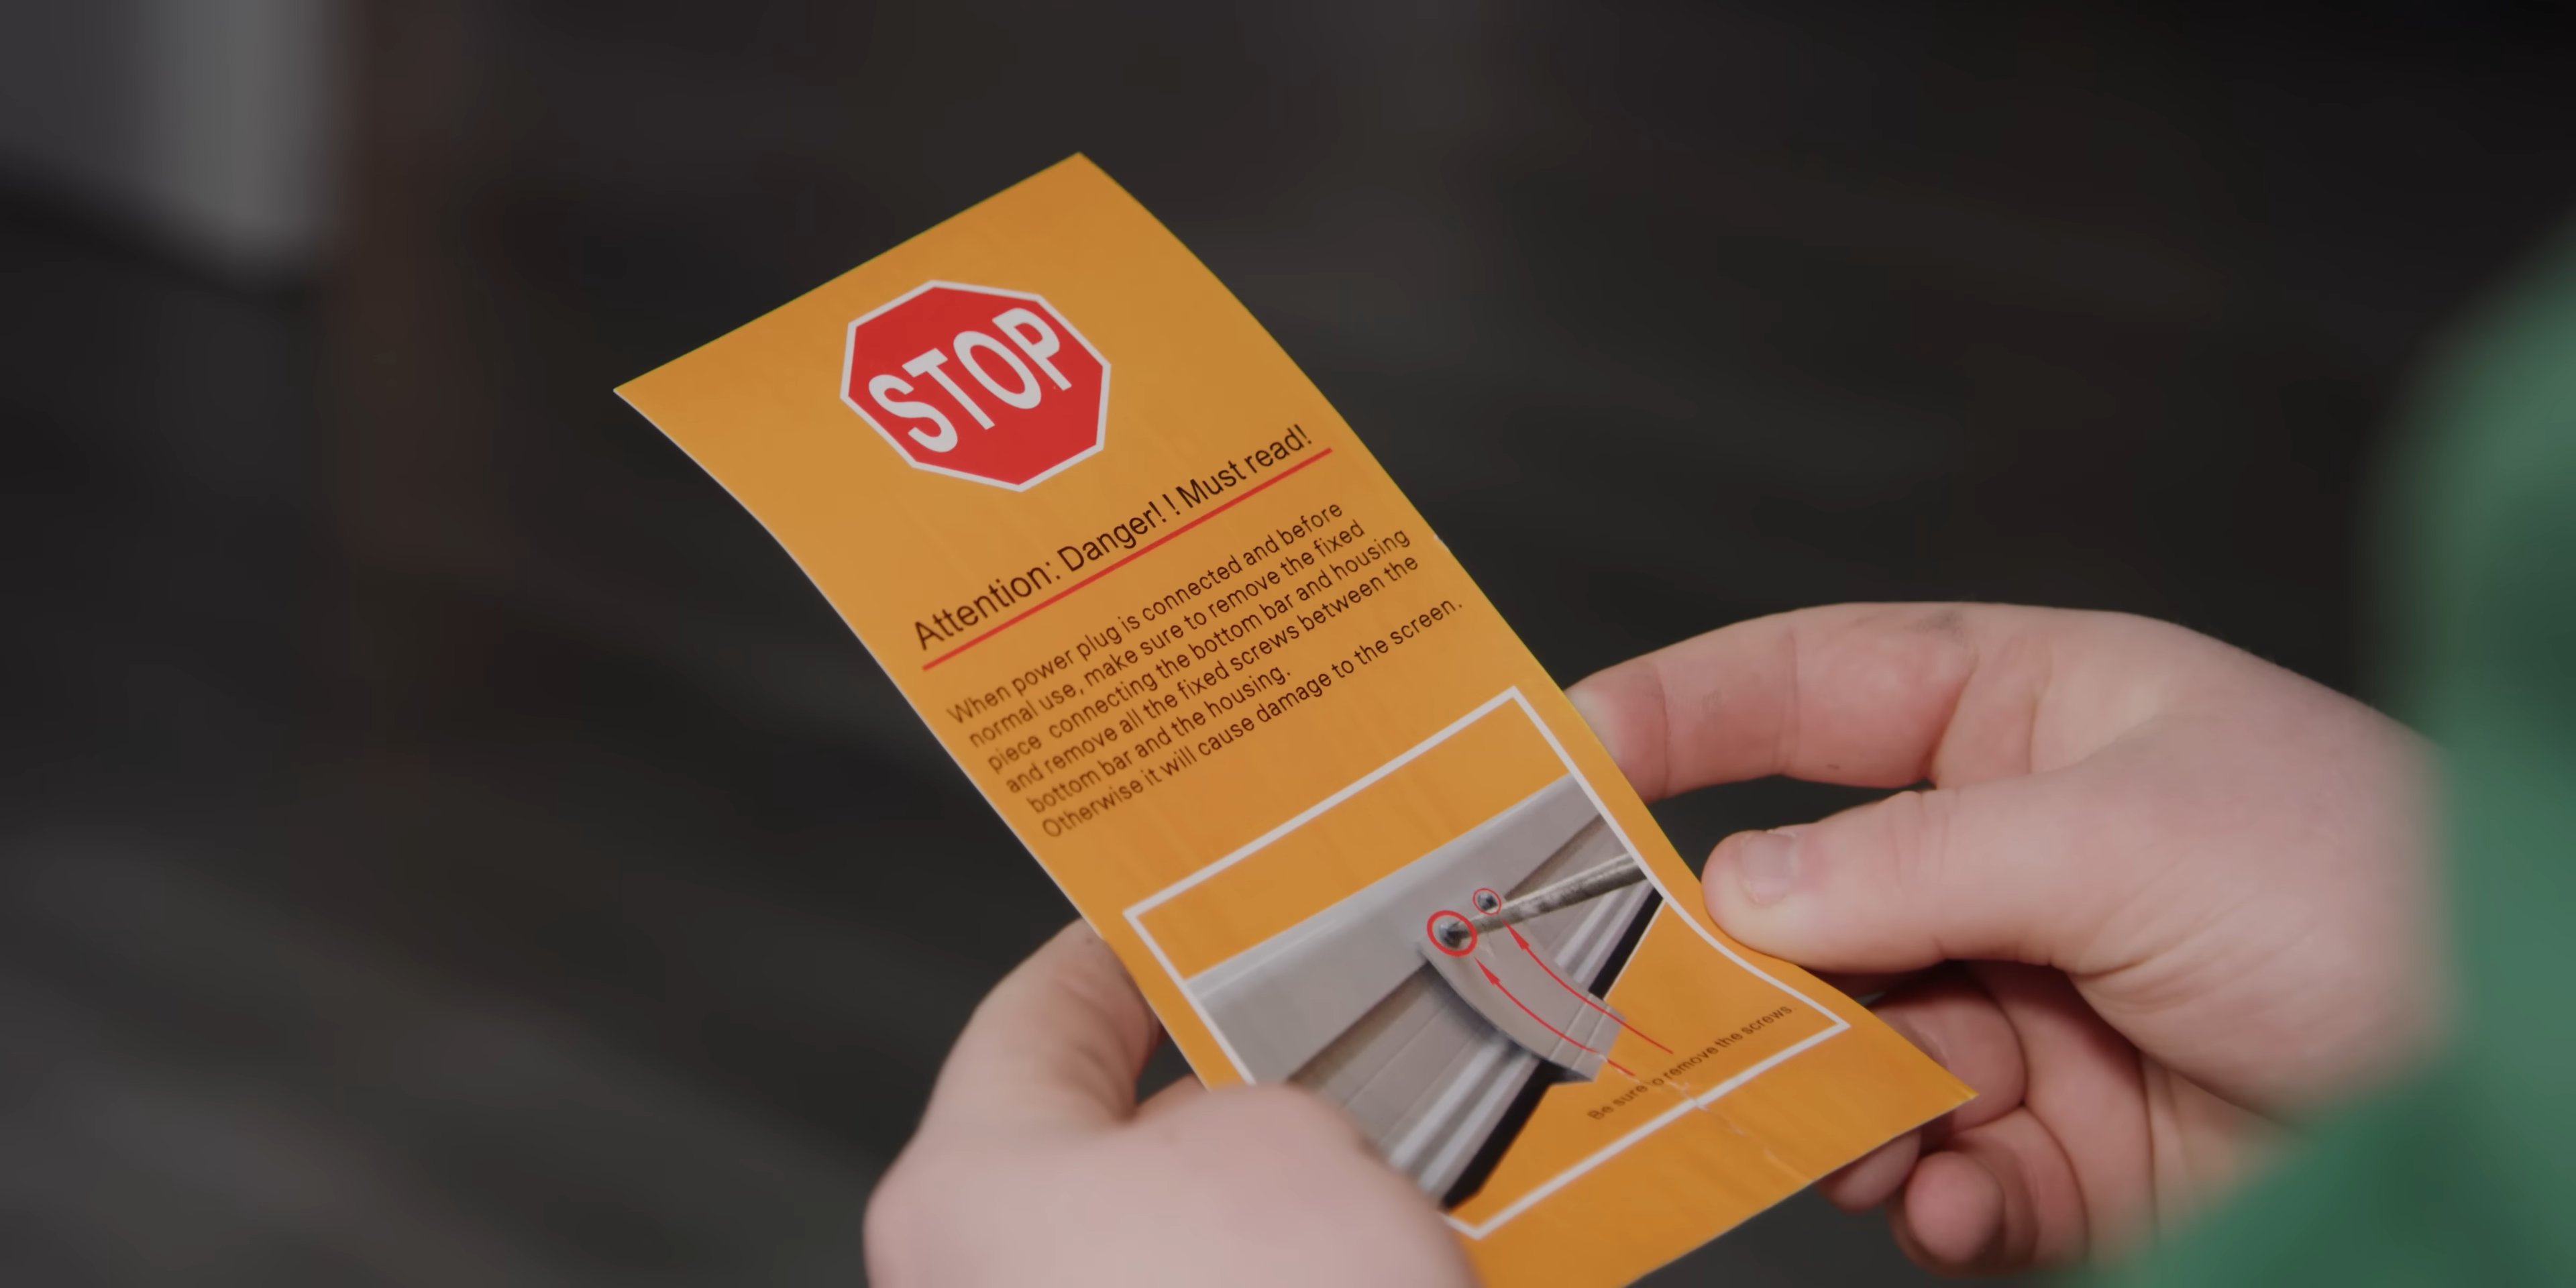 STOP
Attention: Danger! ! Must read!
When power plug is connected and before
normal use, make sure to remove the fixed
piece connecting the bottom bar and housing
and remove all the fixed screws between the
bottom bar and the housing.
Otherwise it will cause damage to the screen.
Be sure to remove the screws.